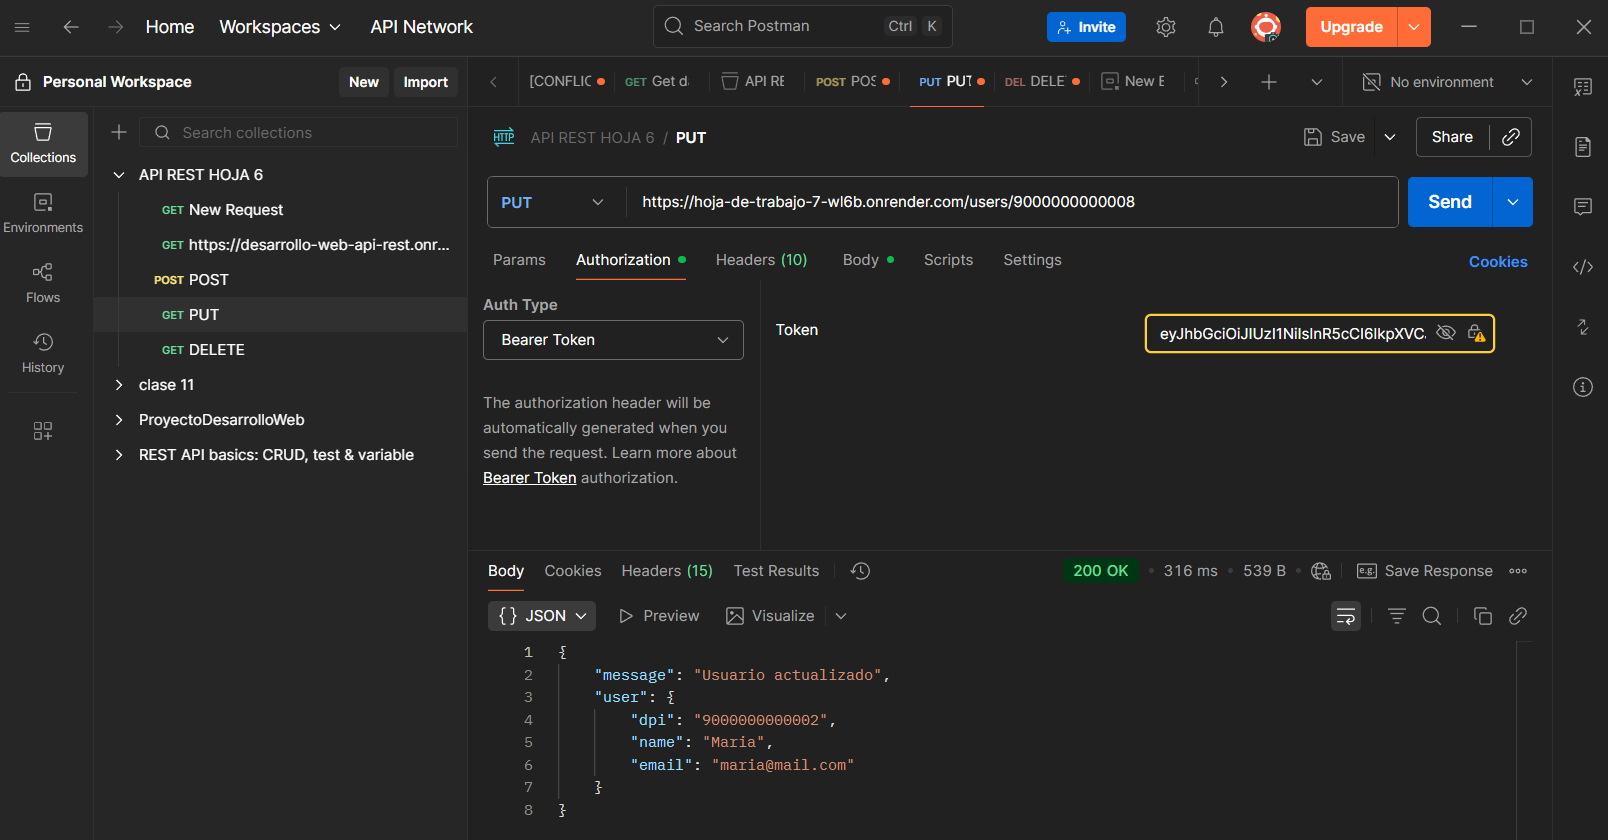 Home Workspaces API Network Search Postman Ctrl K Invite Upgrade
Personal Workspace New Import
[CONFLIC GET Get d API RE POST POS PUT PUT DEL DELE New E No environment
Collections
Environments
Flows
History
Search collections
API REST HOJA 6
GET New Request
GET https://desarrollo-web-api-rest.onr...
POST POST
GET PUT
GET DELETE
clase 11
ProyectoDesarrolloWeb
REST API basics: CRUD, test & variable
HTTP API REST HOJA 6 / PUT Save Share
PUT https://hoja-de-trabajo-7-wl6b.onrender.com/users/9000000000008 Send
Params Authorization Headers (10) Body Scripts Settings Cookies
Auth Type
Bearer Token
The authorization header will be
automatically generated when you
send the request. Learn more about
Bearer Token authorization.
Token eyJhbGciOiJIUzI1NiIsInR5cCI6IkpXVC.
Body Cookies Headers (15) Test Results 200 OK 316 ms 539 B e.g. Save Response
{} JSON Preview Visualize
1 {
2 "message": "Usuario actualizado",
3 "user": {
4 "dpi": "9000000000002",
5 "name": "Maria",
6 "email": "maria@mail.com"
7 }
8 }